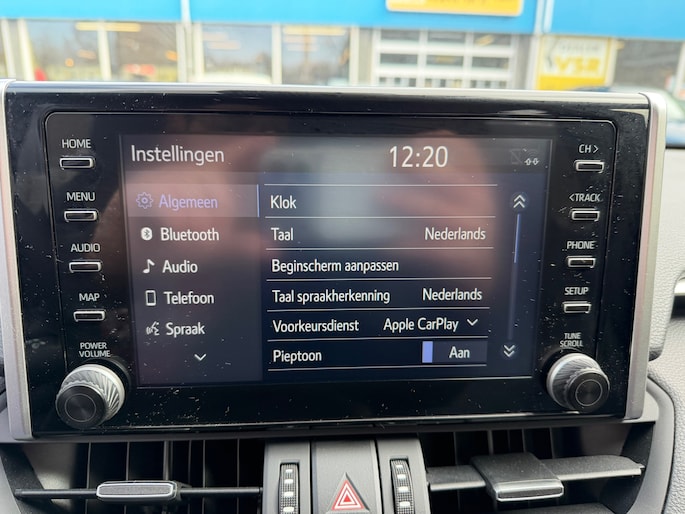 VSR
HOME
MENU
AUDIO
MAP
POWER
VOLUME
Instellingen
12:20
Algemeen
Bluetooth
Audio
Telefoon
Spraak
Klok
Taal Nederlands
Beginscherm aanpassen
Taal spraakherkenning Nederlands
Voorkeursdienst Apple CarPlay
Pieptoon Aan
CH >
< TRACK
PHONE
SETUP
TUNE
SCROLL